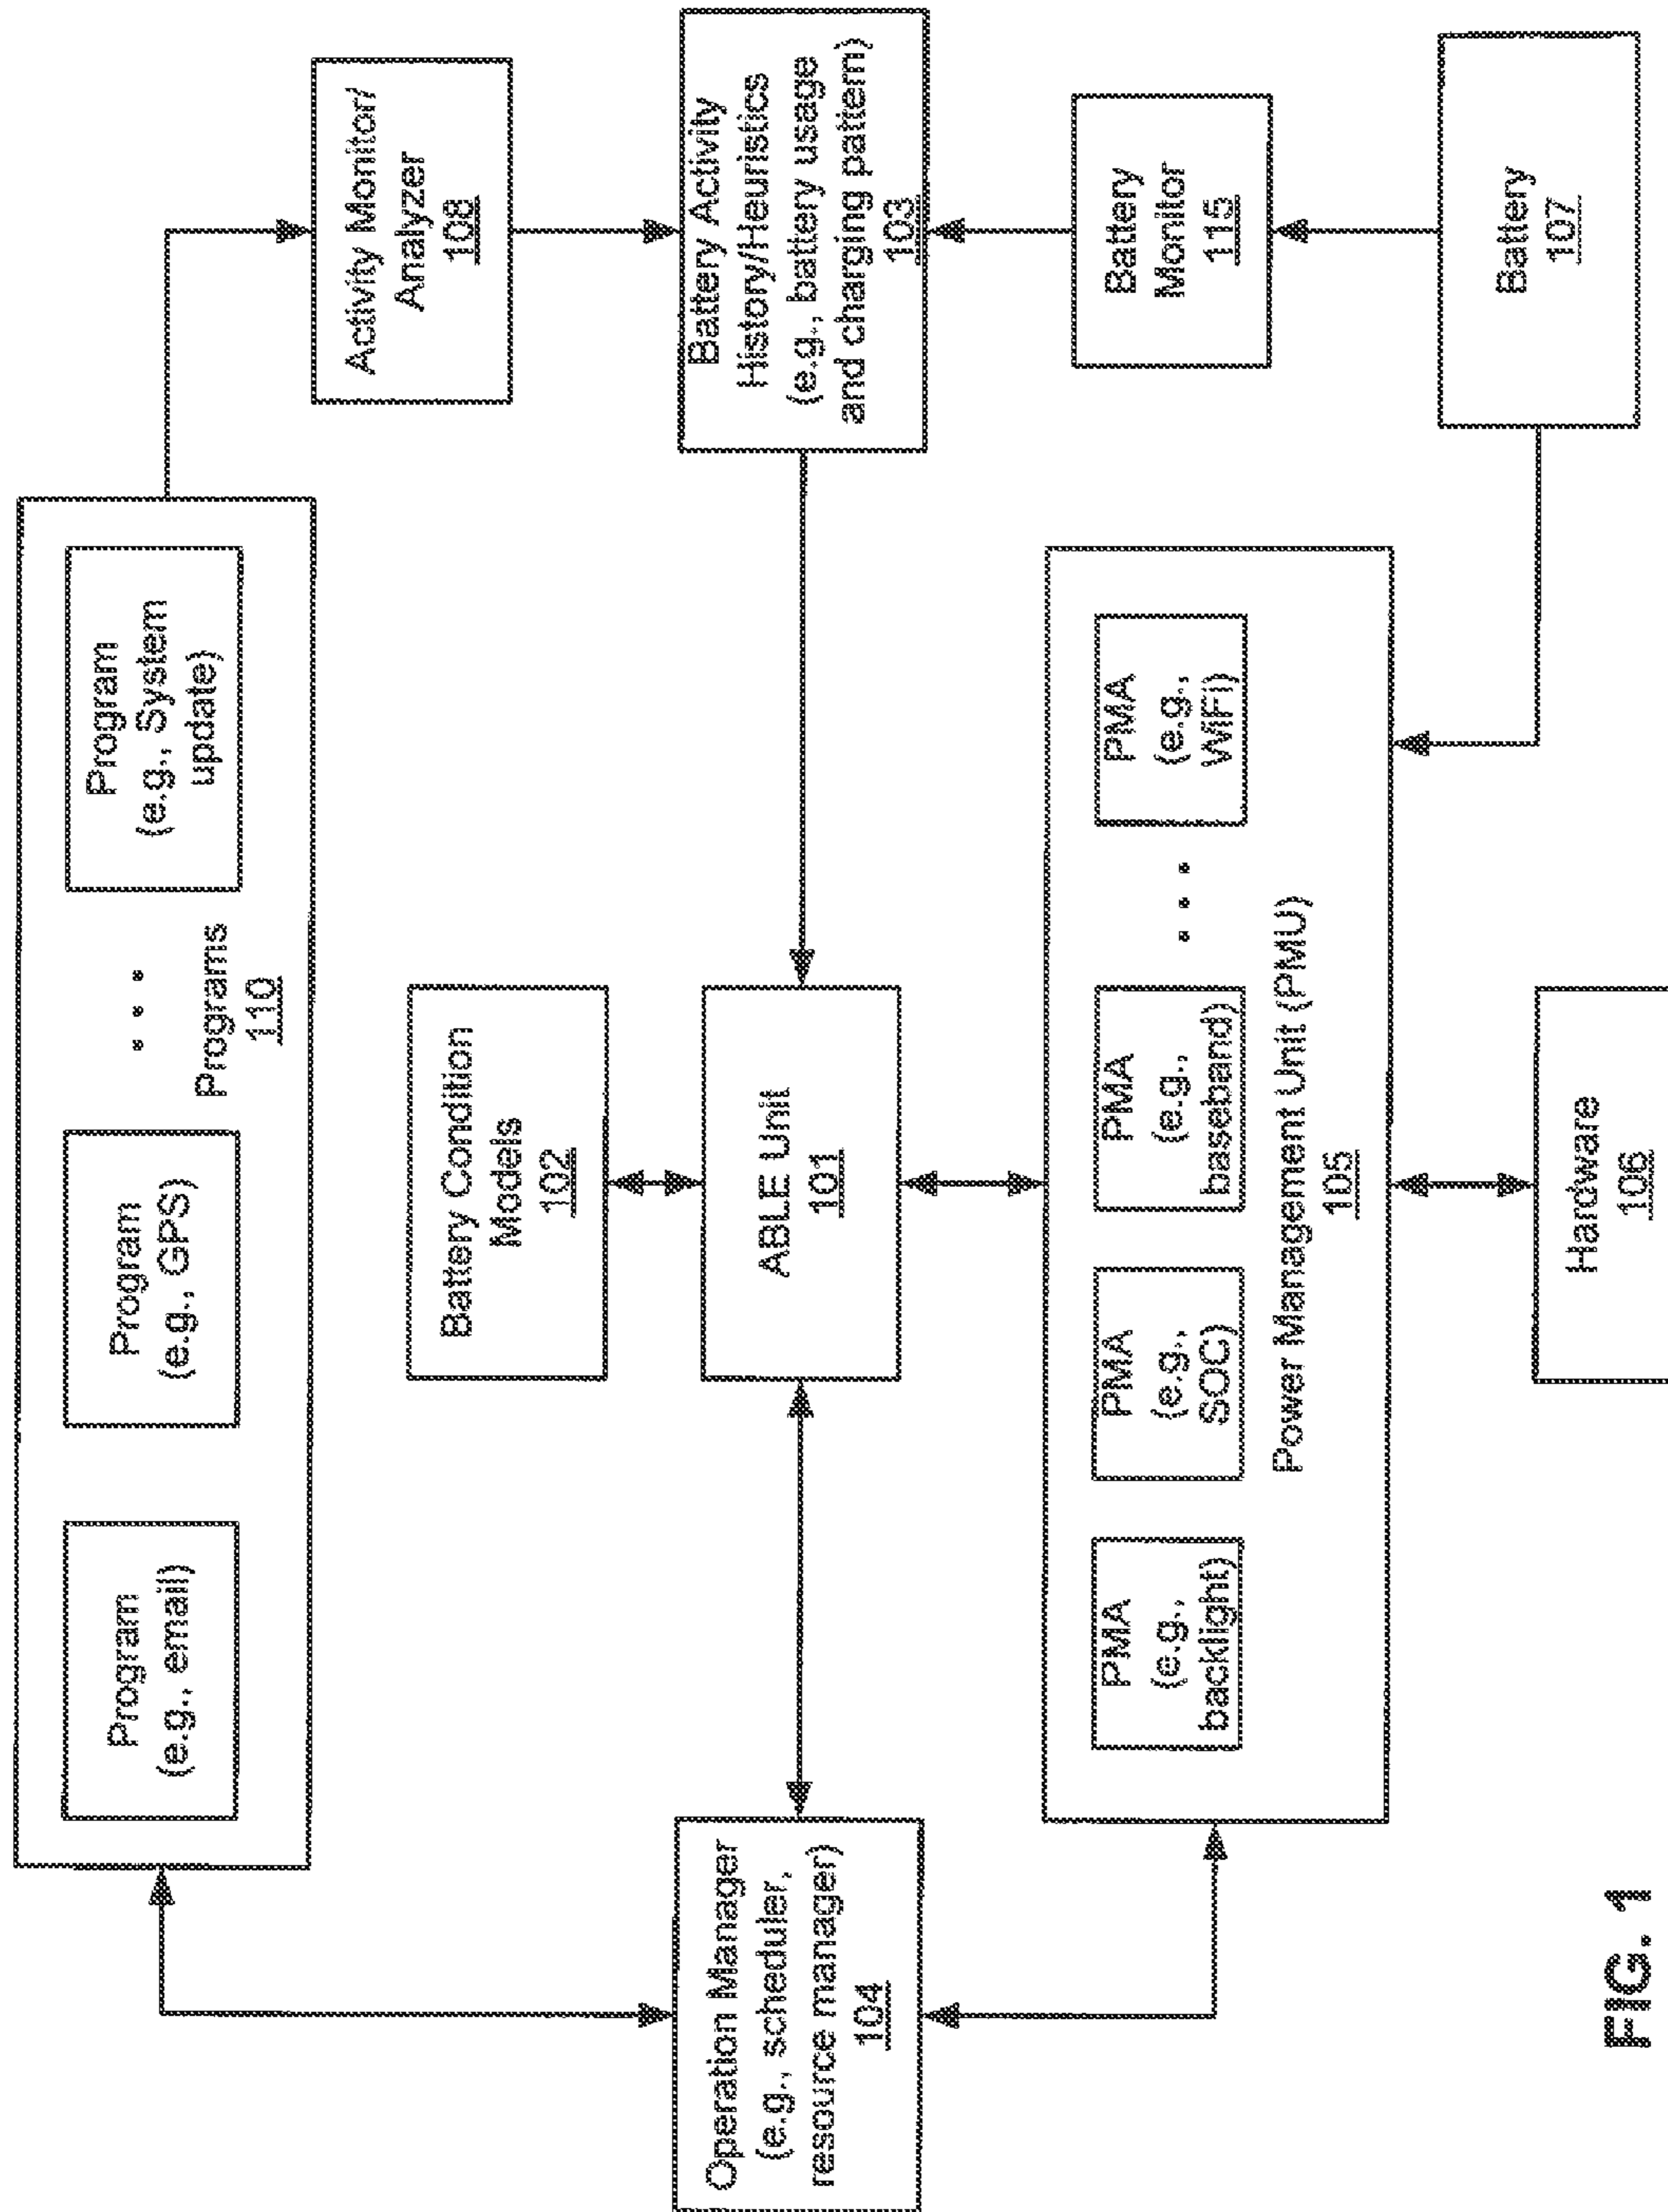 Program
(e.g., email)
Program
(e.g., GPS)
• • •
Program
(e.g., System
update)
Programs
110
Activity Monitor/
Analyzer
108
Operation Manager
(e.g., scheduler,
resource manager)
104
Battery Condition
Models
102
ABLE Unit
101
Battery Activity
History/Heuristics
(e.g., battery usage
and charging pattern)
103
Battery
Monitor
115
PMA
(e.g.,
backlight)
PMA
(e.g.,
SOC)
PMA
(e.g.,
baseband)
• • •
PMA
(e.g.,
WiFi)
Power Management Unit (PMU)
105
Battery
107
Hardware
106
FIG. 1